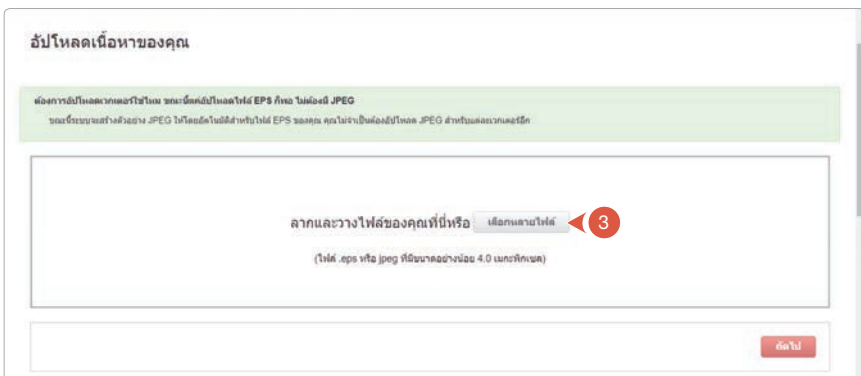 อัปโหลดเนื้อหาของคุณ
ต้องการอัปโหลดเวกเตอร์ใช่ไหม ขณะนี้แค่อัปโหลดไฟล์ EPS ก็พอ ไม่ต้องมี JPEG
ขณะนี้ระบบจะสร้างตัวอย่าง JPEG ให้โดยอัตโนมัติสำหรับไฟล์ EPS ของคุณ คุณไม่จำเป็นต้องอัปโหลด JPEG สำหรับแต่ละเวกเตอร์อีก
ลากและวางไฟล์ของคุณที่นี่หรือ เลือกหลายไฟล์ 3
(ไฟล์ .eps หรือ jpeg ที่มีขนาดอย่างน้อย 4.0 เมกะพิกเซล)
ถัดไป